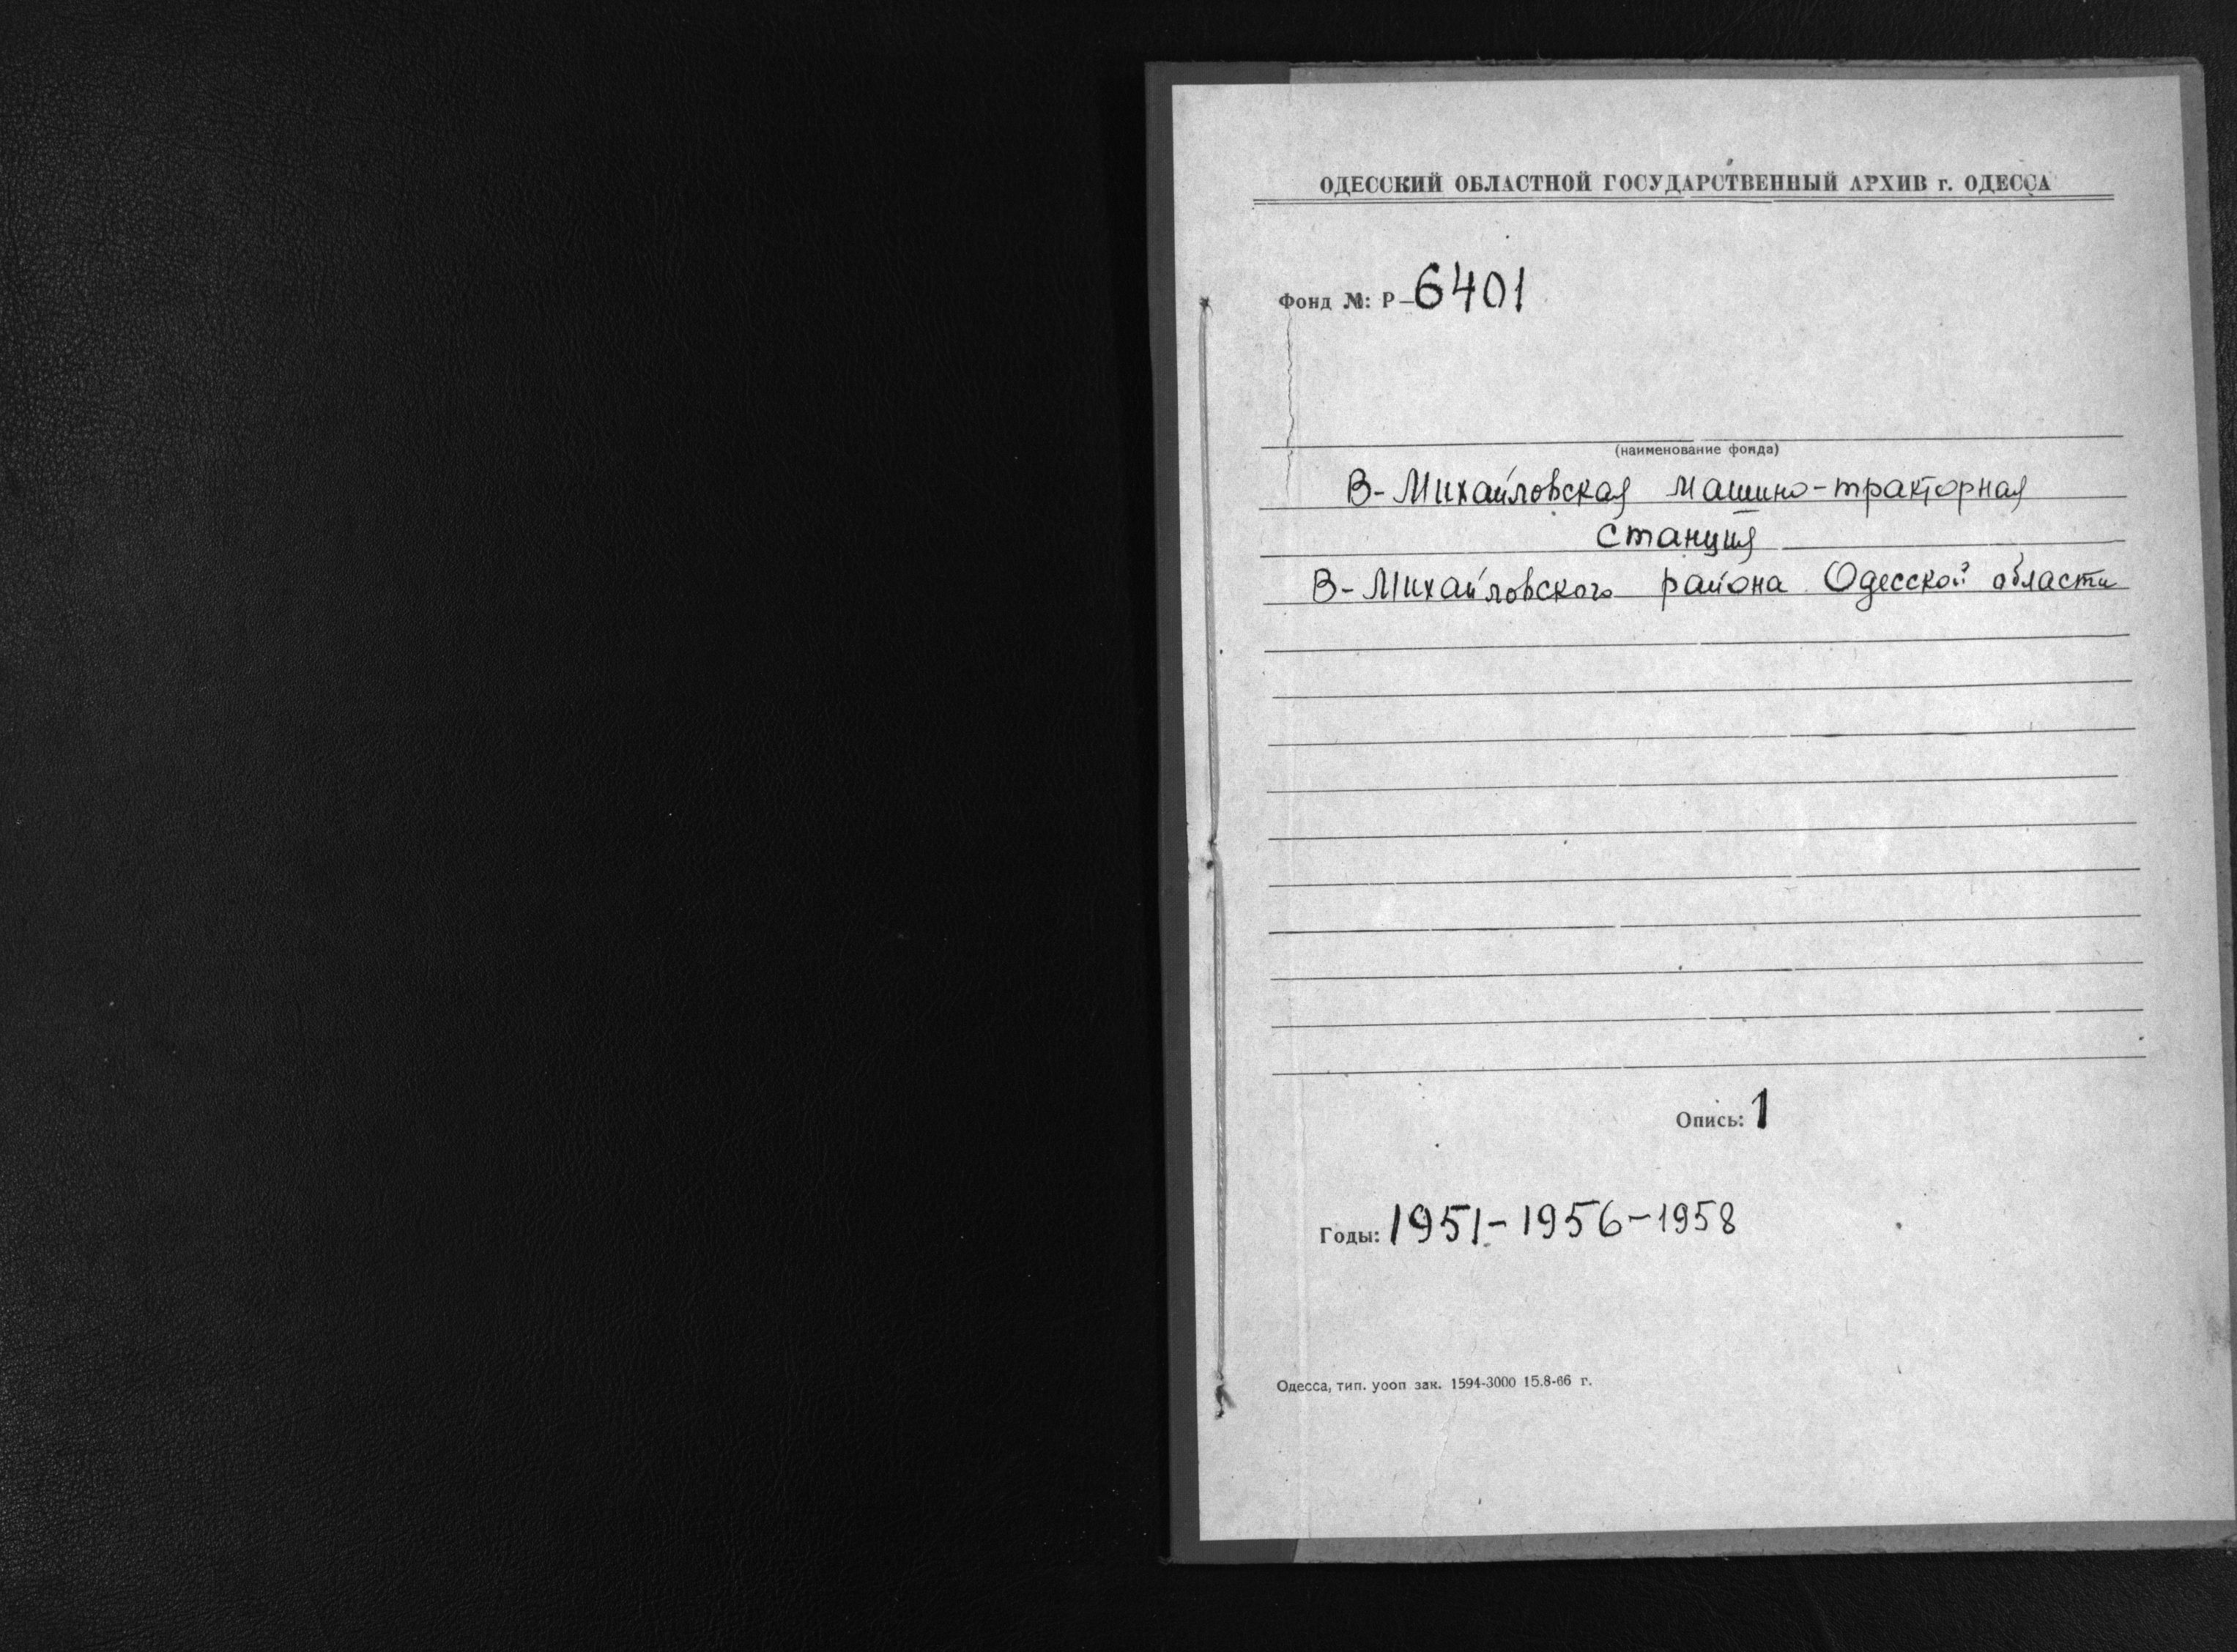 ОДЕССКИЙ ОБЛАСТНОЙ ГОСУДАРСТВЕННЫЙ АРХИВ г. ОДЕССА
Фонд №: Р-6401
(наименование фонда)
В-Михайловская машино-тракторная
станция
В-Михайловского района Одесской области
Опись: 1
Годы: 1951-1956-1958
Одесса, тип. уооп зак. 1594-3000 15.8-66 г.